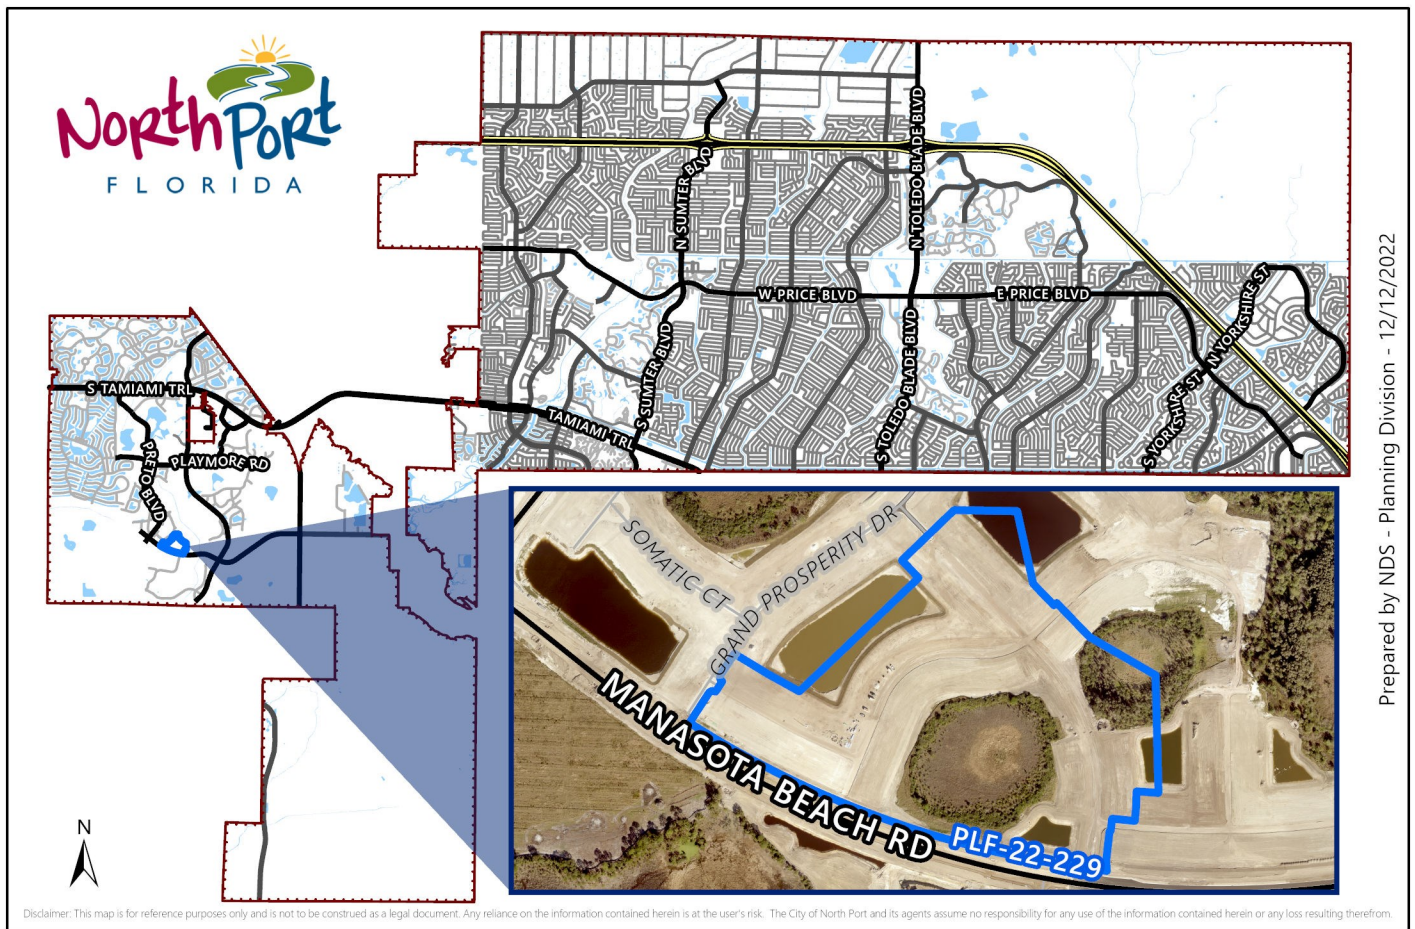 North Port
FLORIDA
N SUMTER BLVD
N TOLEDO BLADE BLVD
W PRICE BLVD
E PRICE BLVD
N YORKSHIRE ST
S SUMTER BLVD
S TOLEDO BLADE BLVD
S YORKSHIRE ST
S TAMIAMI TRL
TAMIAMI TRL
PRETO BLVD
PLAYMORE RD
SOMATIC CT
GRAND PROSPERITY DR
MANASOTA BEACH RD
PLF-22-229
N
Prepared by NDS - Planning Division - 12/12/2022
Disclaimer: This map is for reference purposes only and is not to be construed as a legal document. Any reliance on the information contained herein is at the user's risk. The City of North Port and its agents assume no responsibility for any use of the information contained herein or any loss resulting therefrom.